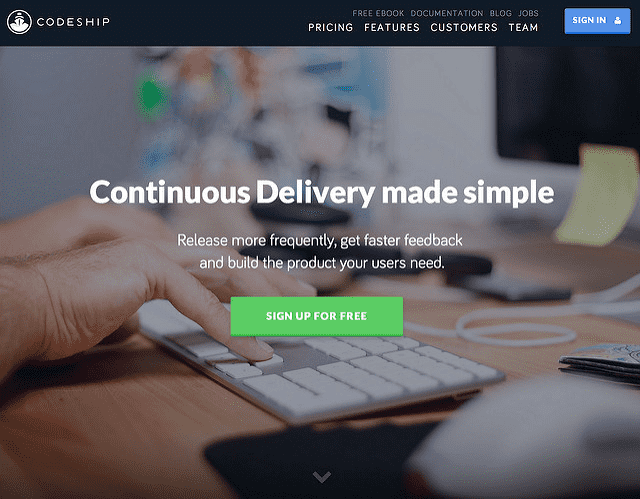 CODESHIP
FREE EBOOK DOCUMENTATION BLOG JOBS
PRICING FEATURES CUSTOMERS TEAM
SIGN IN
Continuous Delivery made simple
Release more frequently, get faster feedback
and build the product your users need.
SIGN UP FOR FREE